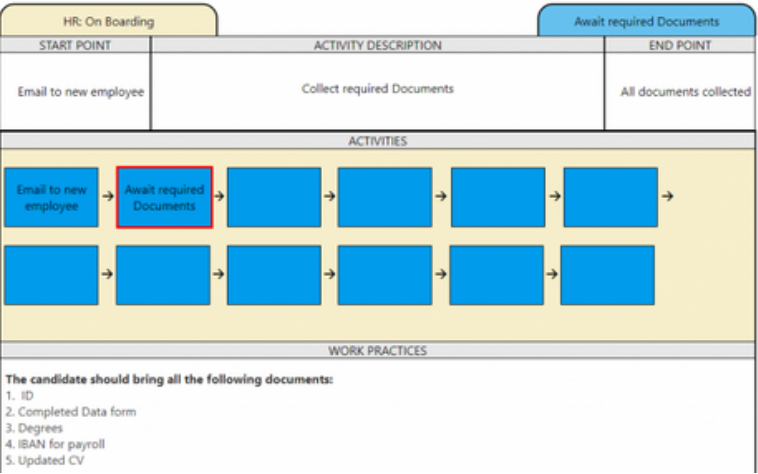 HR: On Boarding
Await required Documents
START POINT
ACTIVITY DESCRIPTION
END POINT
Email to new employee
Collect required Documents
All documents collected
ACTIVITIES
Email to new
employee
Await required
Documents
WORK PRACTICES
The candidate should bring all the following documents:
1. ID
2. Completed Data form
3. Degrees
4. IBAN for payroll
5. Updated CV